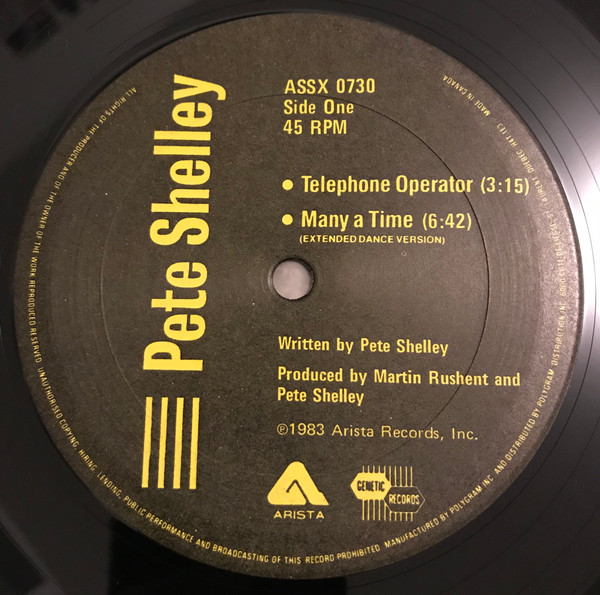 Pete Shelley
ASSX 0730
Side One
45 RPM
• Telephone Operator (3:15)
• Many a Time (6:42)
(EXTENDED DANCE VERSION)
Written by Pete Shelley
Produced by Martin Rushent and
Pete Shelley
℗1983 Arista Records, Inc.
ARISTA
GENETIC
RECORDS
ALL RIGHTS OF THE PRODUCER AND OF THE OWNER OF THE WORK REPRODUCED RESERVED. UNAUTHORISED COPYING, HIRING, LENDING, PUBLIC PERFORMANCE AND BROADCASTING OF THIS RECORD PROHIBITED. MANUFACTURED BY POLYGRAM INC. AND DISTRIBUTED BY POLYGRAM DISTRIBUTION INC. QUEBEC
MADE IN CANADA